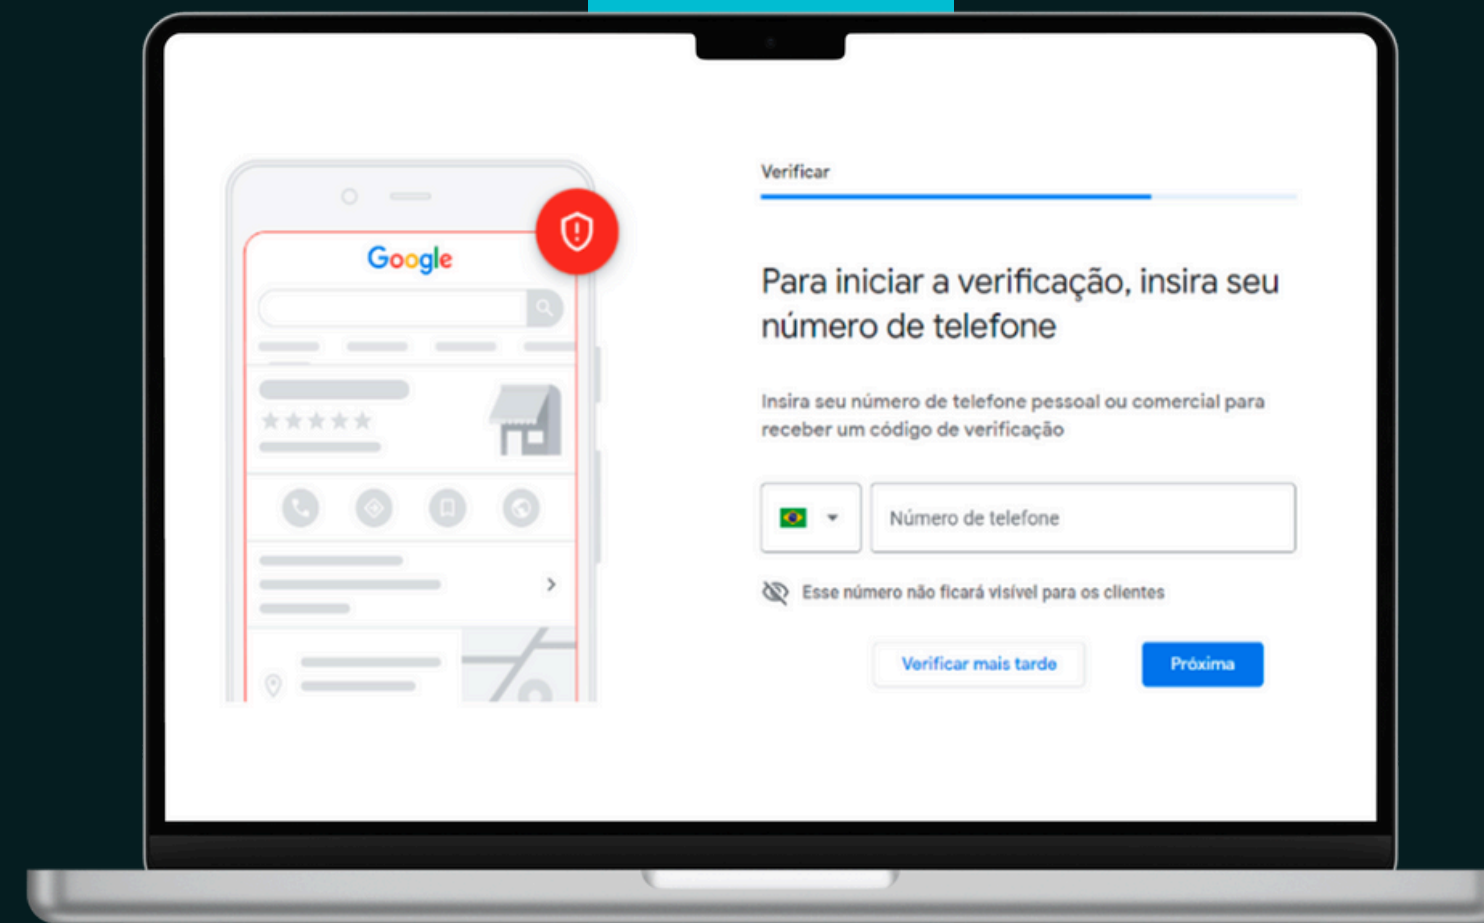 Google
Verificar
Para iniciar a verificação, insira seu
número de telefone
Insira seu número de telefone pessoal ou comercial para
receber um código de verificação
Número de telefone
Esse número não ficará visível para os clientes
Verificar mais tarde
Próxima